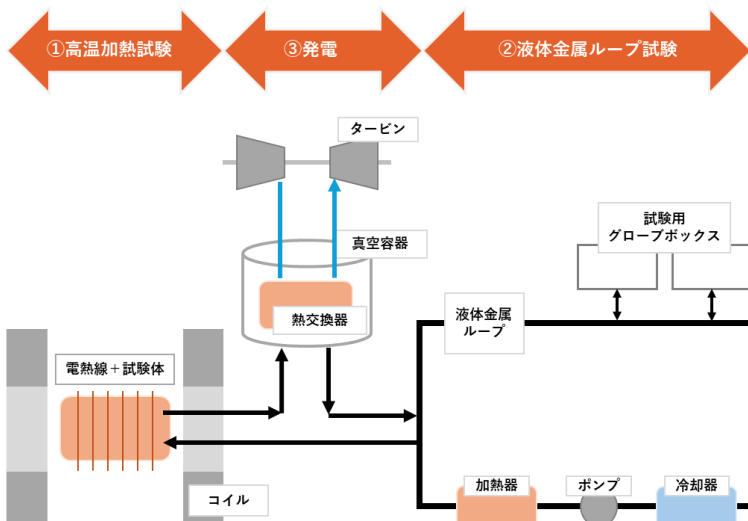 ①高温加熱試験
③発電
②液体金属ループ試験
タービン
試験用
グローブボックス
真空容器
熱交換器
液体金属
ループ
電熱線＋試験体
コイル
加熱器
ポンプ
冷却器